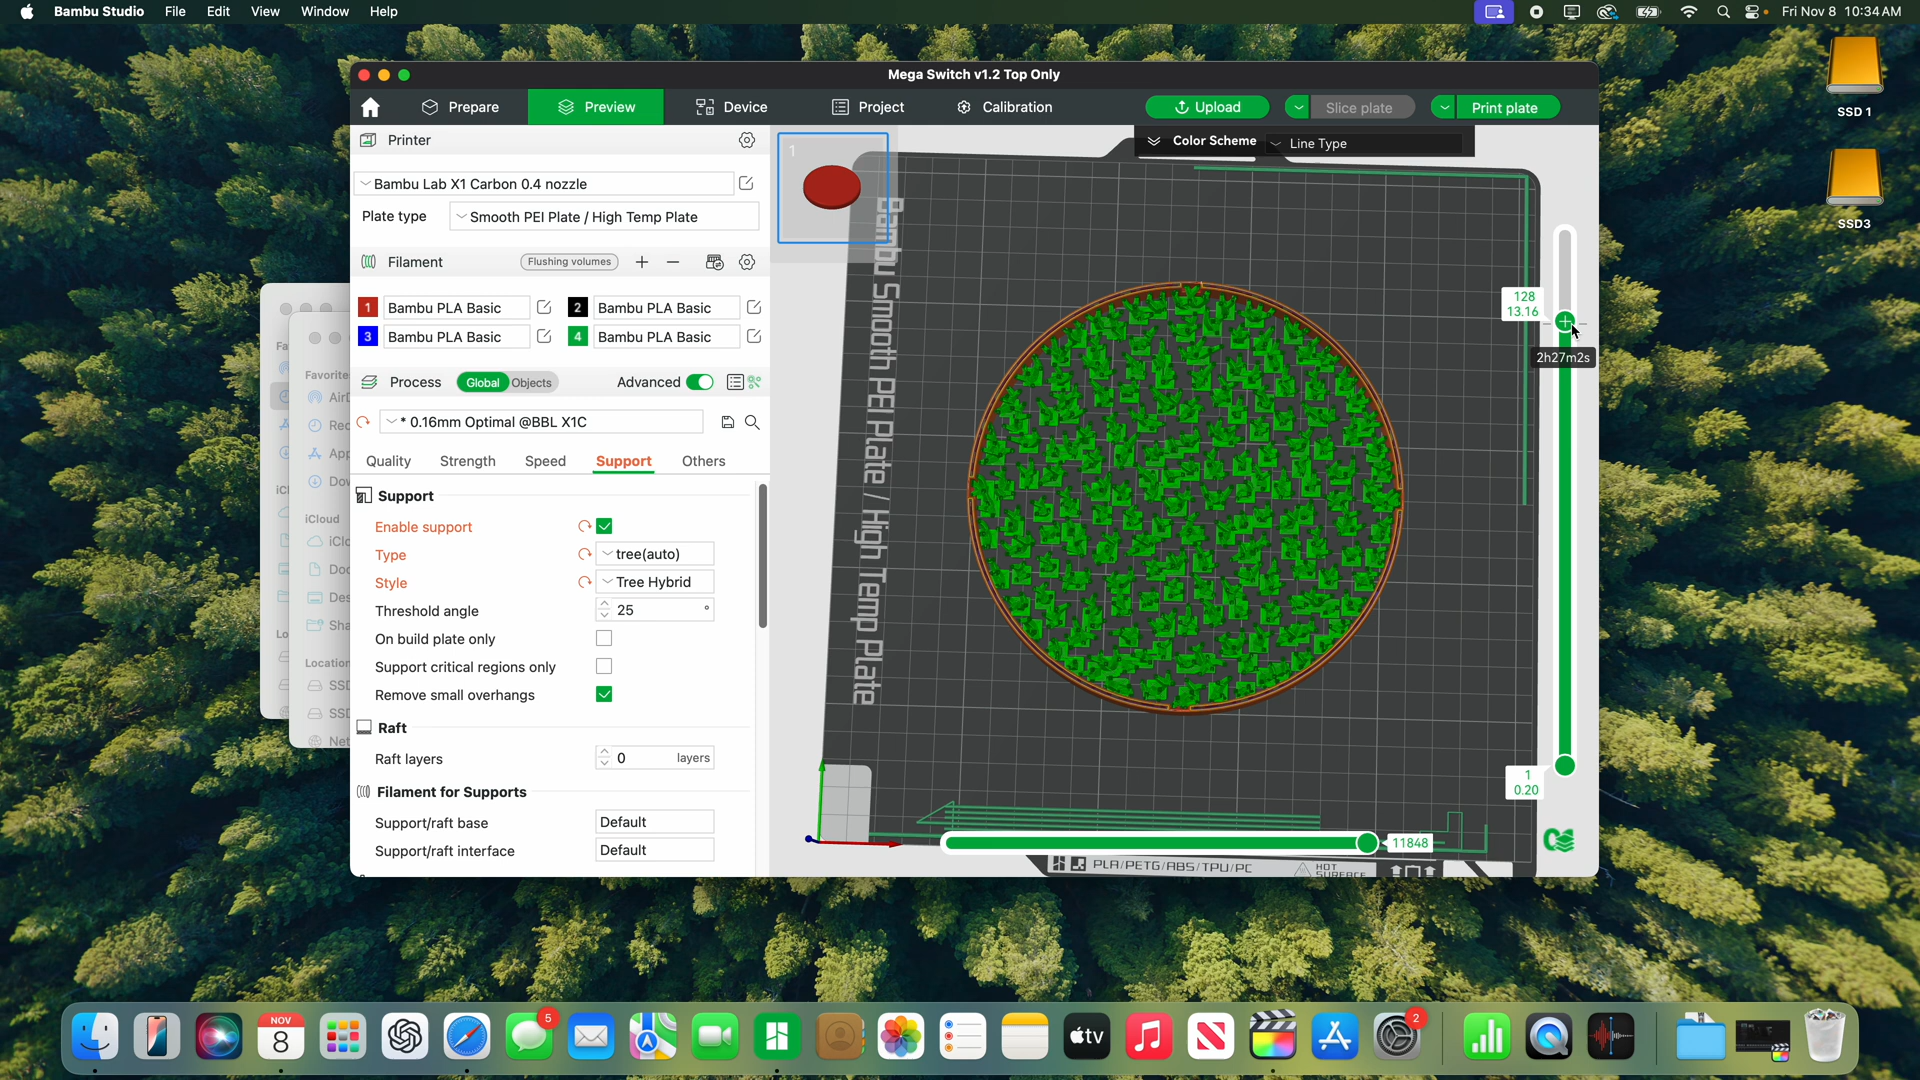 Bambu Studio File Edit View Window Help
Fri Nov 8 10:34 AM
SSD 1
SSD3
Mega Switch v1.2 Top Only
Prepare Preview Device Project Calibration
Upload Slice plate Print plate
Printer
Color Scheme Line Type
1
Bambu Lab X1 Carbon 0.4 nozzle
Plate type Smooth PEI Plate / High Temp Plate
Filament Flushing volumes
1 Bambu PLA Basic 2 Bambu PLA Basic
3 Bambu PLA Basic 4 Bambu PLA Basic
Process Global Objects Advanced
* 0.16mm Optimal @BBL X1C
Quality Strength Speed Support Others
Support
Enable support
Type tree(auto)
Style Tree Hybrid
Threshold angle 25 °
On build plate only
Support critical regions only
Remove small overhangs
Raft
Raft layers 0 layers
Filament for Supports
Support/raft base Default
Support/raft interface Default
Bambu Smooth PEI Plate / High Temp Plate
128
13.16
2h27m2s
1
0.20
11848
PLA/PETG/ABS/TPU/PC
HOT
SURFACE
Fa
Favorite
iCloud
Location
NOV
8
5
tv
2